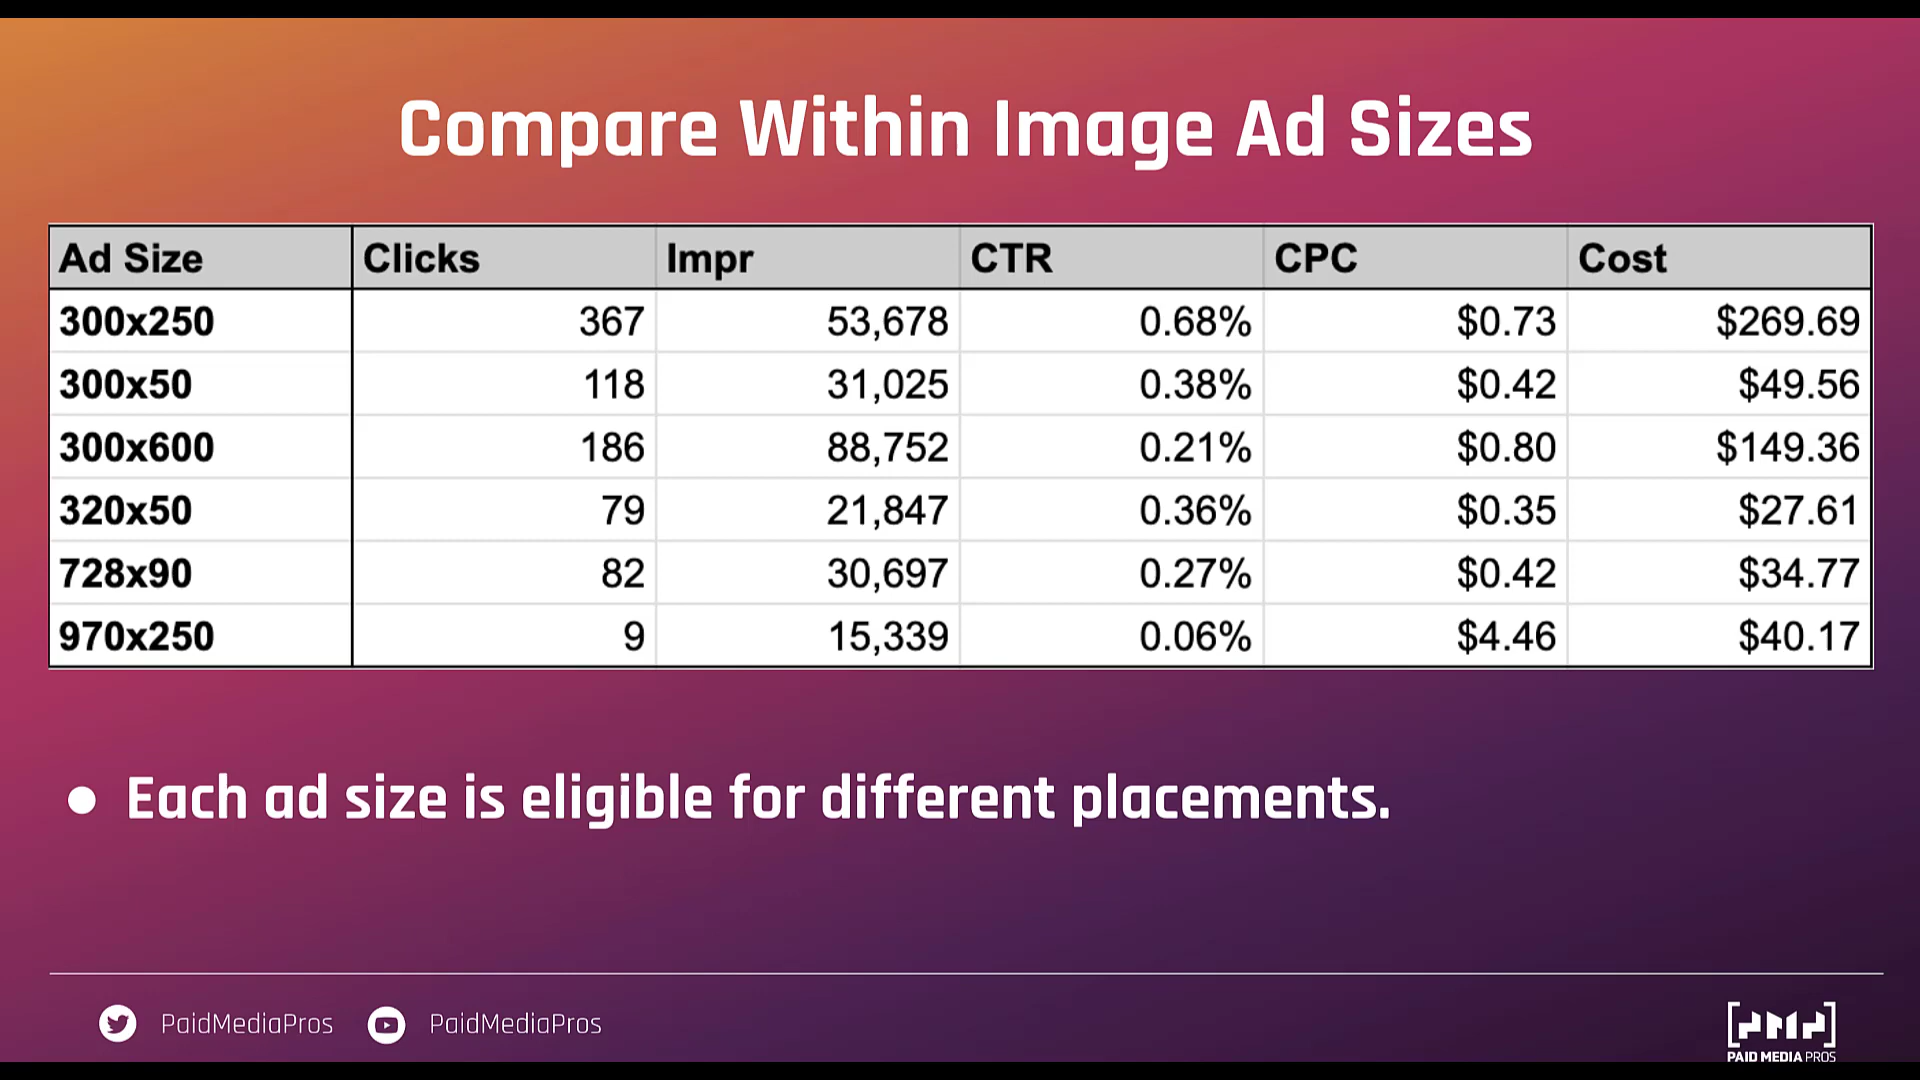 Compare Within Image Ad Sizes
Ad Size Clicks Impr CTR CPC Cost
300x250 367 53,678 0.68% $0.73 $269.69
300x50 118 31,025 0.38% $0.42 $49.56
300x600 186 88,752 0.21% $0.80 $149.36
320x50 79 21,847 0.36% $0.35 $27.61
728x90 82 30,697 0.27% $0.42 $34.77
970x250 9 15,339 0.06% $4.46 $40.17
● Each ad size is eligible for different placements.
PaidMediaPros PaidMediaPros
[PMP]
PAID MEDIA PROS